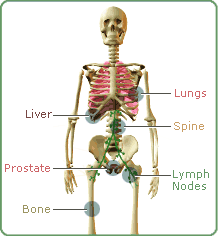 Lungs
Liver
Spine
Prostate
Lymph
Nodes
Bone